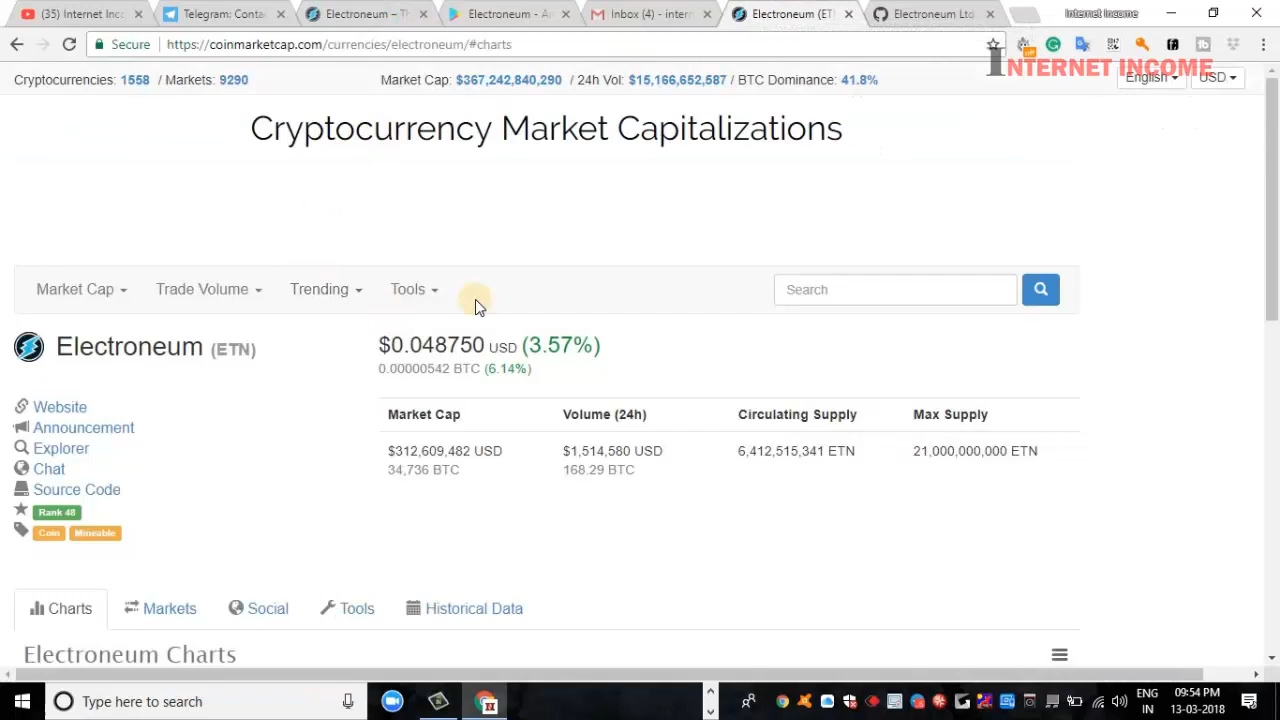 (35) Internet Inco
Telegram: Conta
Electroneum – Th
Electroneum - An
Inbox (4) - intern
Electroneum (ET
Electroneum Ltd
Internet Income
Secure
https://coinmarketcap.com/currencies/electroneum/#charts
INTERNET INCOME
Cryptocurrencies: 1558 / Markets: 9290
Market Cap: $367,242,840,290 / 24h Vol: $15,166,652,587 / BTC Dominance: 41.8%
English
USD
Cryptocurrency Market Capitalizations
Market Cap
Trade Volume
Trending
Tools
Search
Electroneum (ETN)
$0.048750 USD (3.57%)
0.00000542 BTC (6.14%)
Website
Announcement
Explorer
Chat
Source Code
Rank 48
Coin
Mineable
Market Cap
Volume (24h)
Circulating Supply
Max Supply
$312,609,482 USD
$1,514,580 USD
6,412,515,341 ETN
21,000,000,000 ETN
34,736 BTC
168.29 BTC
Charts
Markets
Social
Tools
Historical Data
Electroneum Charts
Type here to search
ENG
IN
09:54 PM
13-03-2018